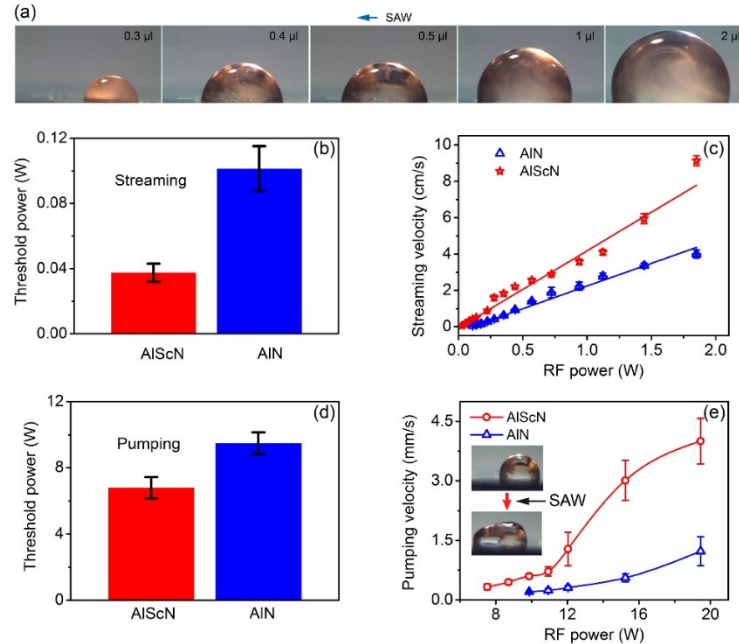 (a)
SAW
0.3 µl
0.4 µl
0.5 µl
1 µl
2 µl
(b)
Threshold power (W)
0.12
0.08
0.04
0.00
Streaming
AlScN
AlN
(c)
Streaming velocity (cm/s)
10
8
6
4
2
0
AlN
AlScN
0.0
0.5
1.0
1.5
2.0
RF power (W)
(d)
Threshold power (W)
12
9
6
3
0
Pumping
AlScN
AlN
(e)
Pumping velocity (mm/s)
4.5
3.0
1.5
0.0
AlScN
AlN
SAW
8
12
16
20
RF power (W)